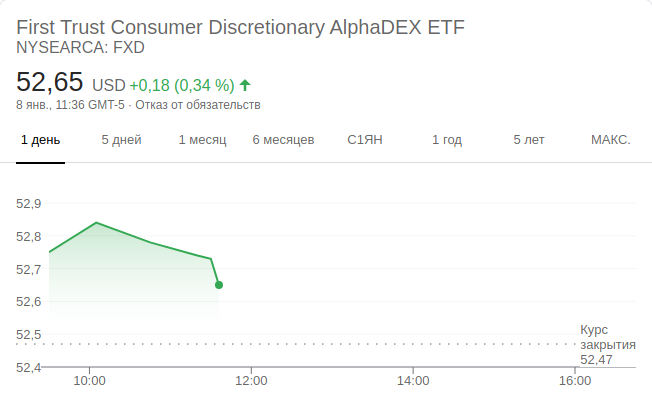 First Trust Consumer Discretionary AlphaDEX ETF
NYSEARCA: FXD
52,65 USD +0,18 (0,34 %)
8 янв., 11:36 GMT-5 · Отказ от обязательств
1 день 5 дней 1 месяц 6 месяцев С1ЯН 1 год 5 лет МАКС.
52,9
52,8
52,7
52,6
52,5
52,4
Курс
закрытия
52,47
10:00 12:00 14:00 16:00